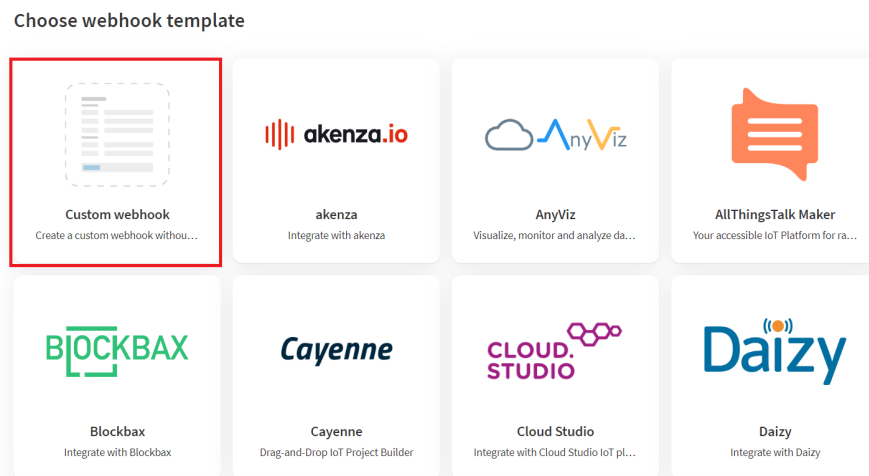 Choose webhook template
akenza.io
AnyViz
Custom webhook
akenza
AnyViz
AllThingsTalk Maker
Create a custom webhook withou...
Integrate with akenza
Visualize, monitor and analyze da...
Your accessible IoT Platform for ra...
BLOCKBAX
Cayenne
CLOUD.
STUDIO
Daizy
Blockbax
Cayenne
Cloud Studio
Daizy
Integrate with Blockbax
Drag-and-Drop IoT Project Builder
Integrate with Cloud Studio IoT pl...
Integrate with Daizy